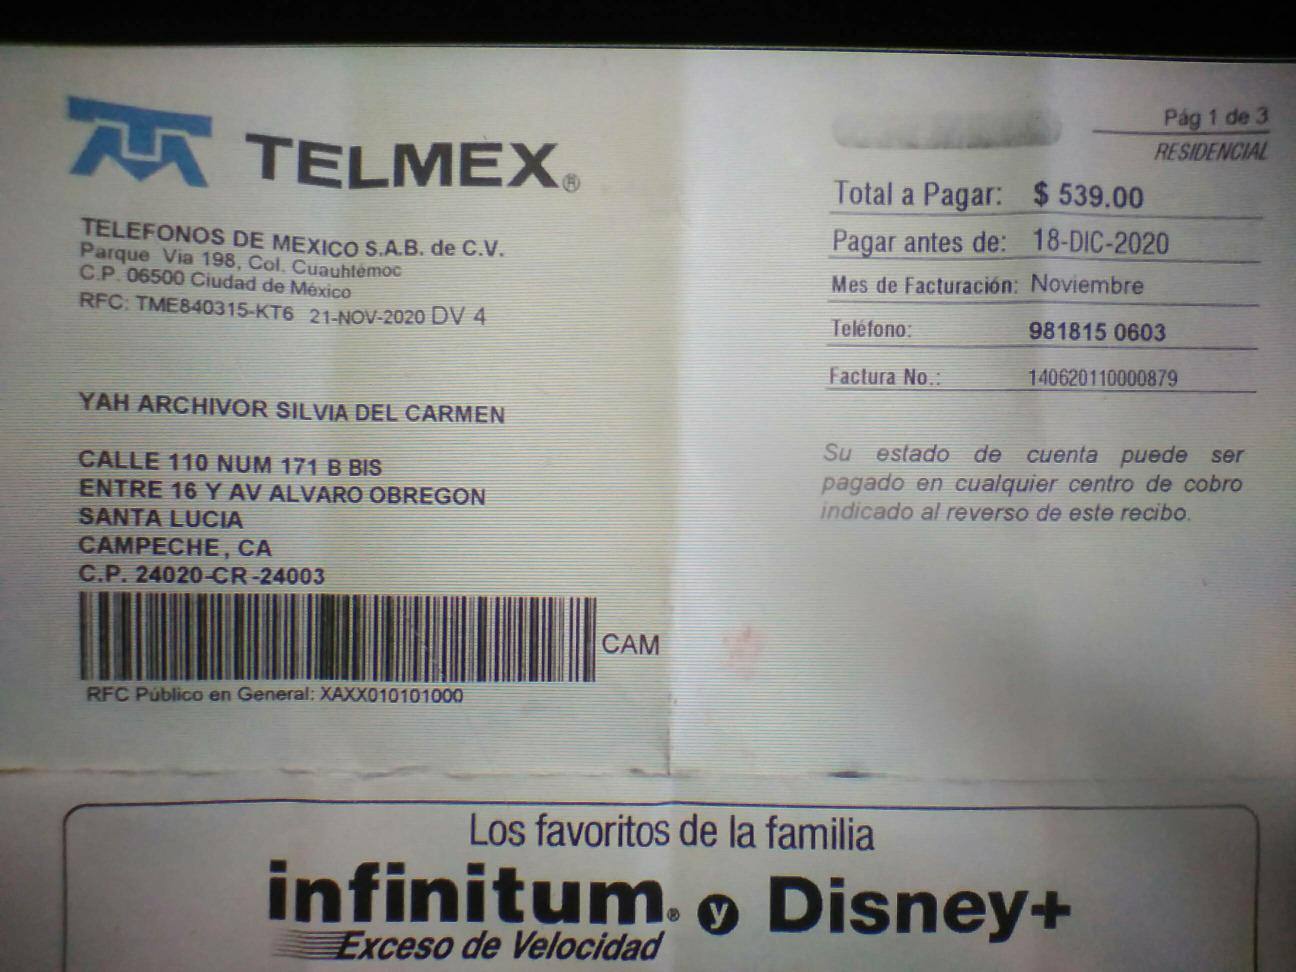 TELMEX®
TELEFONOS DE MEXICO S.A.B. de C.V.
Parque Via 198, Col. Cuauhtémoc
C.P. 06500 Ciudad de México
RFC: TME840315-KT6 21-NOV-2020 DV 4
YAH ARCHIVOR SILVIA DEL CARMEN
CALLE 110 NUM 171 B BIS
ENTRE 16 Y AV ALVARO OBREGON
SANTA LUCIA
CAMPECHE, CA
C.P. 24020-CR -24003
CAM
RFC Público en General: XAXX010101000
Pág 1 de 3
RESIDENCIAL
Total a Pagar: $ 539.00
Pagar antes de: 18-DIC-2020
Mes de Facturación: Noviembre
Teléfono: 981815 0603
Factura No.: 140620110000879
Su estado de cuenta puede ser
pagado en cualquier centro de cobro
indicado al reverso de este recibo.
Los favoritos de la familia
infinitum® y Disney+
Exceso de Velocidad